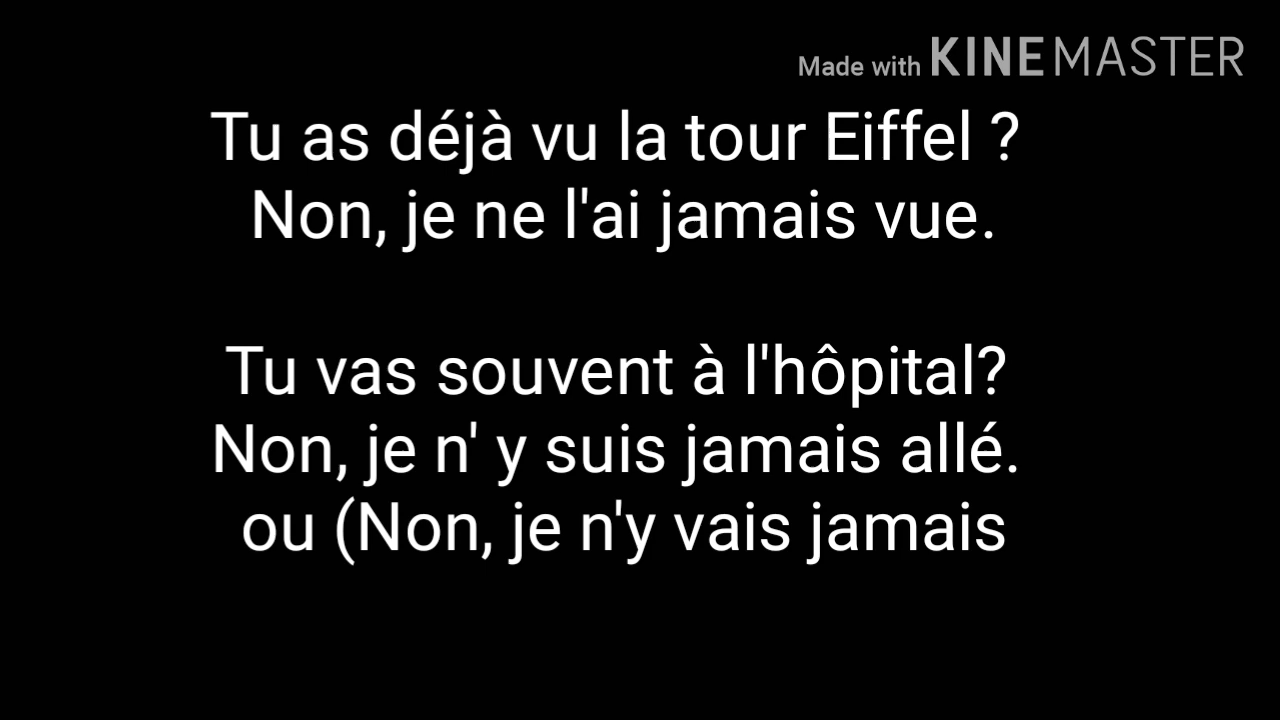 Made with KINEMASTER
Tu as déjà vu la tour Eiffel ?
Non, je ne l'ai jamais vue.
Tu vas souvent à l'hôpital?
Non, je n' y suis jamais allé.
ou (Non, je n'y vais jamais